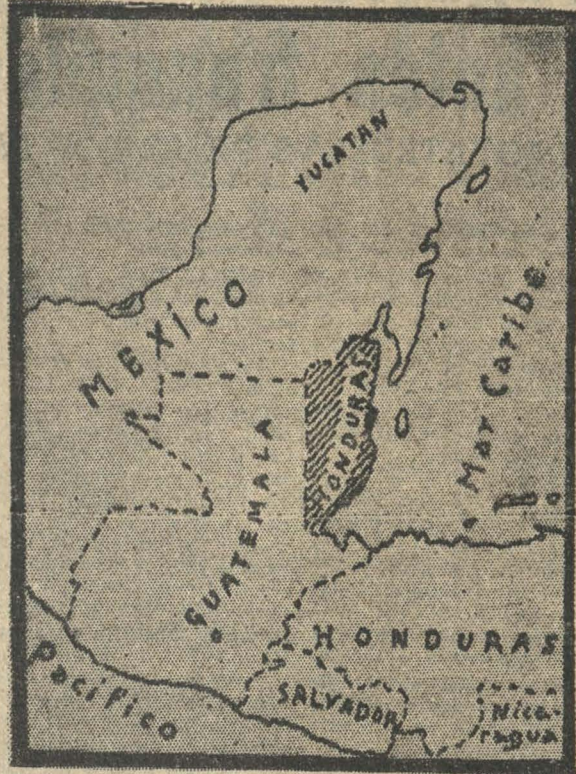 YUCATAN
MEXICO
Mar Caribe.
HONDURAS
GUATEMALA
HONDURAS
SALVADOR
Nica-
ragua
Pacifico